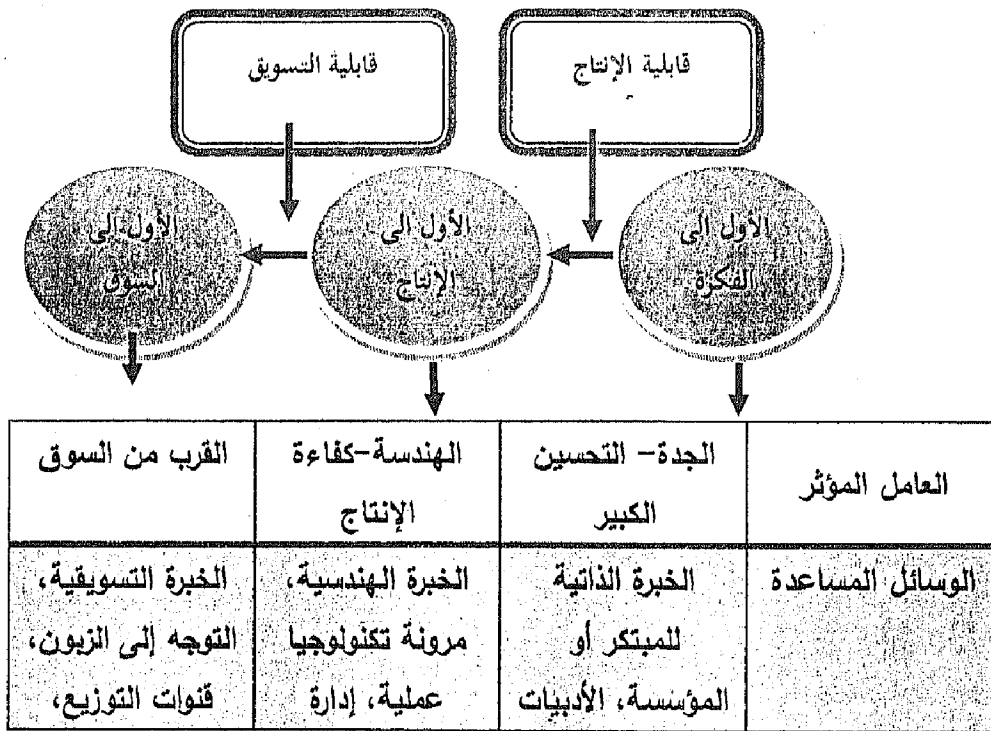 قابلية الإنتاج
قابلية التسويق
الاول الى
الفكرة
الأول الى
الإنتاج
الأول إلى
السوق
العامل المؤثر
الجدة- التحسين
الكبير
الهندسة-كفاءة
الإنتاج
القرب من السوق
الوسائل المساعدة
الخبرة الذاتية
للمبتكر أو
المؤسسة، الأدبيات
الخبرة الهندسية،
مرونة تكنولوجيا
عملية، إدارة
الخبرة التسويقية،
التوجه إلى الزبون،
قنوات التوزيع،